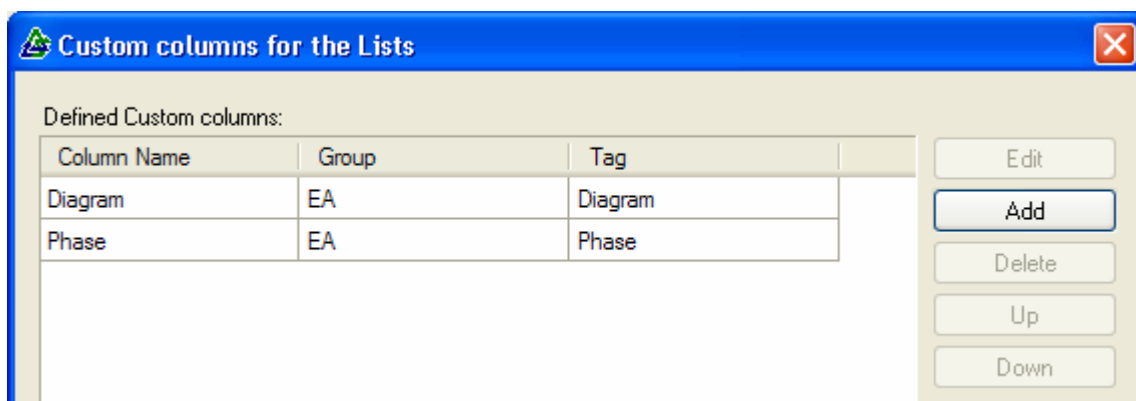 Custom columns for the Lists
Defined Custom columns:
Column Name Group Tag
Diagram EA Diagram
Phase EA Phase
Edit
Add
Delete
Up
Down